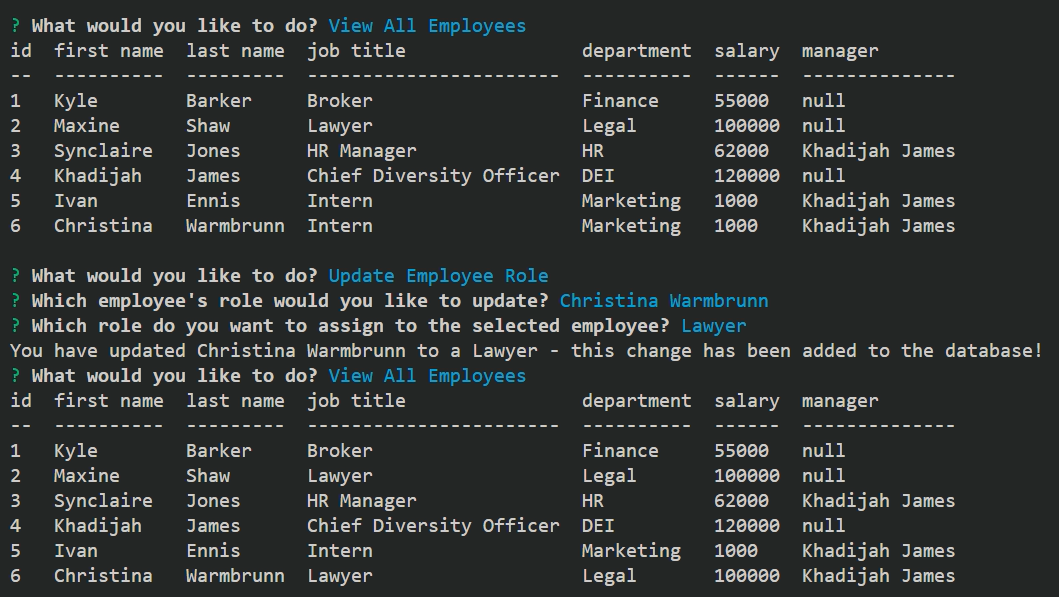 ? What would you like to do? View All Employees
id  first name  last name  job title                department  salary  manager
--  ----------  ---------  -----------------------  ----------  ------  --------------
1   Kyle        Barker     Broker                   Finance     55000   null
2   Maxine      Shaw       Lawyer                   Legal       100000  null
3   Synclaire   Jones      HR Manager               HR          62000   Khadijah James
4   Khadijah    James      Chief Diversity Officer  DEI         120000  null
5   Ivan        Ennis      Intern                   Marketing   1000    Khadijah James
6   Christina   Warmbrunn  Intern                   Marketing   1000    Khadijah James

? What would you like to do? Update Employee Role
? Which employee's role would you like to update? Christina Warmbrunn
? Which role do you want to assign to the selected employee? Lawyer
You have updated Christina Warmbrunn to a Lawyer - this change has been added to the database!
? What would you like to do? View All Employees
id  first name  last name  job title                department  salary  manager
--  ----------  ---------  -----------------------  ----------  ------  --------------
1   Kyle        Barker     Broker                   Finance     55000   null
2   Maxine      Shaw       Lawyer                   Legal       100000  null
3   Synclaire   Jones      HR Manager               HR          62000   Khadijah James
4   Khadijah    James      Chief Diversity Officer  DEI         120000  null
5   Ivan        Ennis      Intern                   Marketing   1000    Khadijah James
6   Christina   Warmbrunn  Lawyer                   Legal       100000  Khadijah James